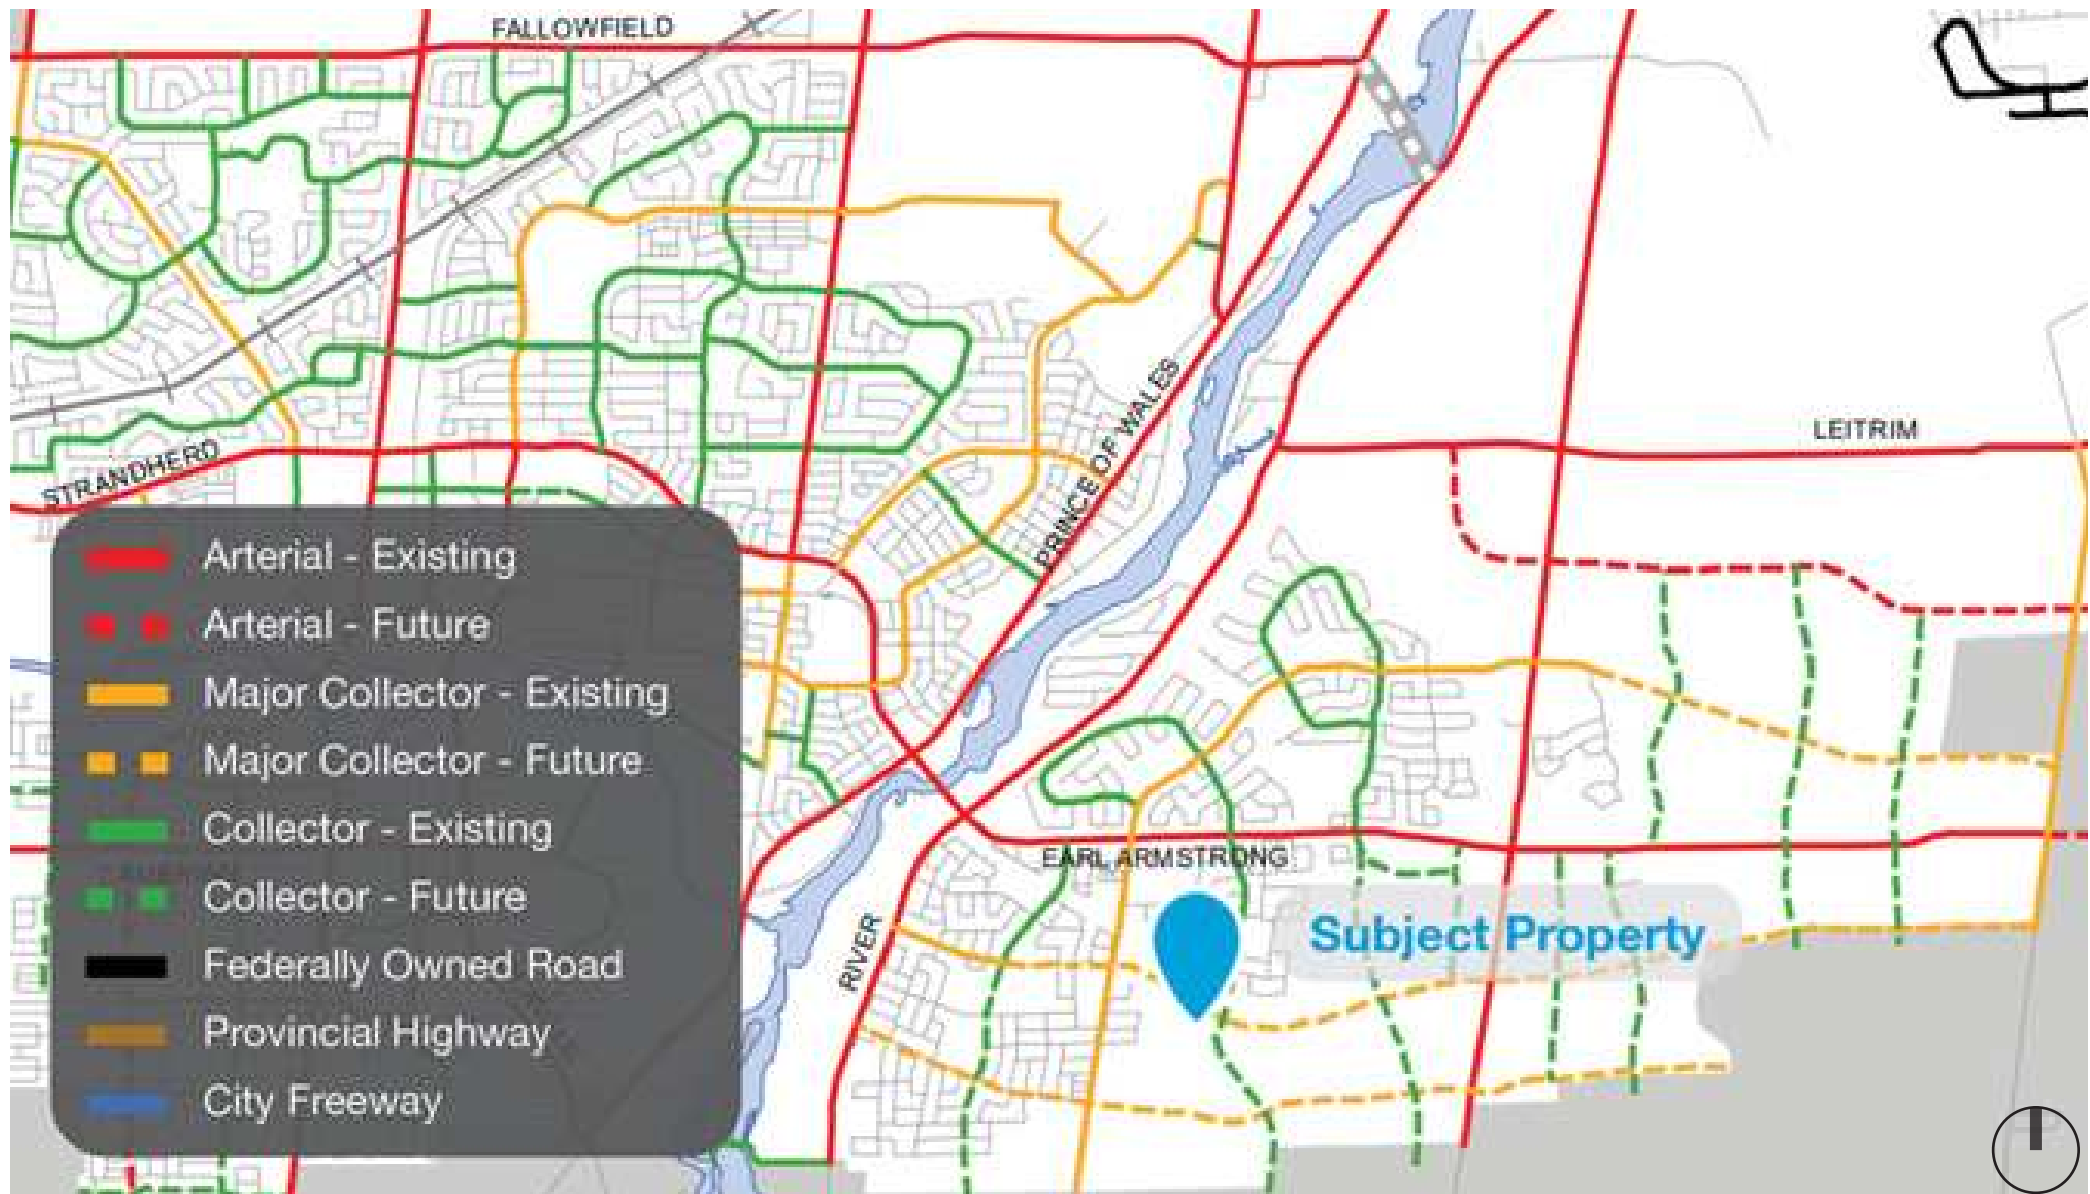 FALLOWFIELD
PRINCE OF WALES
LEITRIM
STRANDHERD
Arterial - Existing
Arterial - Future
Major Collector - Existing
Major Collector - Future
Collector - Existing
Collector - Future
Federally Owned Road
Provincial Highway
City Freeway
EARL ARMSTRONG
RIVER
Subject Property